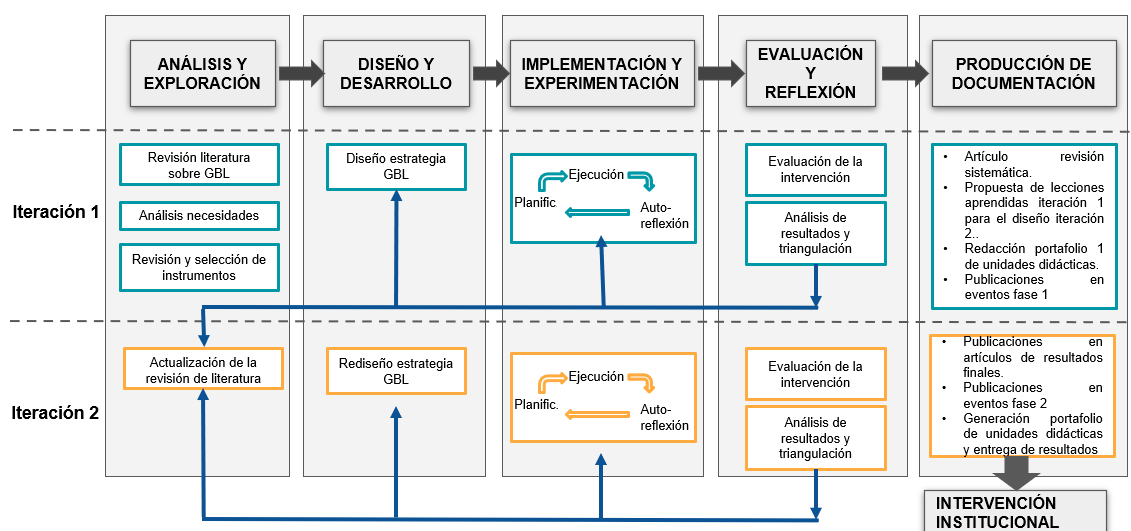 ANÁLISIS Y
EXPLORACIÓN
DISEÑO Y
DESARROLLO
IMPLEMENTACIÓN Y
EXPERIMENTACIÓN
EVALUACIÓN
Y
REFLEXIÓN
PRODUCCIÓN DE
DOCUMENTACIÓN
Iteración 1
Revisión literatura
sobre GBL
Análisis necesidades
Revisión y selección de
instrumentos
Diseño estrategia
GBL
Ejecución
Planific.
Auto-
reflexión
Evaluación de la
intervención
Análisis de
resultados y
triangulación
• Artículo revisión
sistemática.
• Propuesta de lecciones
aprendidas iteración 1
para el diseño iteración
2..
• Redacción portafolio 1
de unidades didácticas.
• Publicaciones en
eventos fase 1
Iteración 2
Actualización de la
revisión de literatura
Rediseño estrategia
GBL
Ejecución
Planific.
Auto-
reflexión
Evaluación de la
intervención
Análisis de
resultados y
triangulación
• Publicaciones en
artículos de resultados
finales.
• Publicaciones en
eventos fase 2
• Generación portafolio
de unidades didácticas
y entrega de resultados
INTERVENCIÓN
INSTITUCIONAL